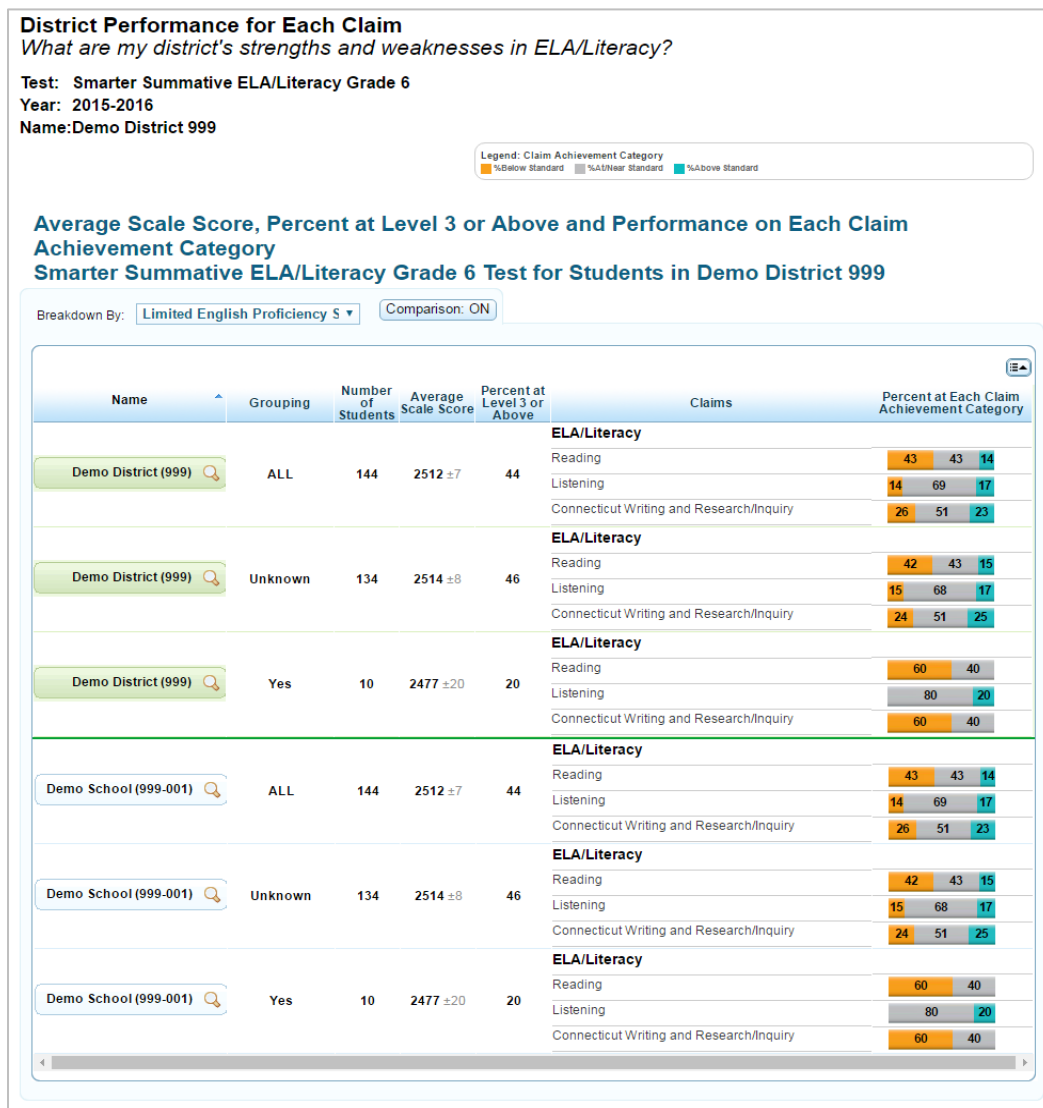 District Performance for Each Claim
What are my district's strengths and weaknesses in ELA/Literacy?
Test: Smarter Summative ELA/Literacy Grade 6
Year: 2015-2016
Name:Demo District 999
Legend: Claim Achievement Category
%Below Standard %At/Near Standard %Above Standard
Average Scale Score, Percent at Level 3 or Above and Performance on Each Claim
Achievement Category
Smarter Summative ELA/Literacy Grade 6 Test for Students in Demo District 999
Breakdown By: Limited English Proficiency S Comparison: ON
Name Grouping Number of Students Average Scale Score Percent at Level 3 or Above Claims Percent at Each Claim Achievement Category
ELA/Literacy
Reading 43 43 14
Demo District (999) ALL 144 2512 ±7 44
Listening 14 69 17
Connecticut Writing and Research/Inquiry 26 51 23
ELA/Literacy
Reading 42 43 15
Demo District (999) Unknown 134 2514 ±8 46
Listening 15 68 17
Connecticut Writing and Research/Inquiry 24 51 25
ELA/Literacy
Reading 60 40
Demo District (999) Yes 10 2477 ±20 20
Listening 80 20
Connecticut Writing and Research/Inquiry 60 40
ELA/Literacy
Reading 43 43 14
Demo School (999-001) ALL 144 2512 ±7 44
Listening 14 69 17
Connecticut Writing and Research/Inquiry 26 51 23
ELA/Literacy
Reading 42 43 15
Demo School (999-001) Unknown 134 2514 ±8 46
Listening 15 68 17
Connecticut Writing and Research/Inquiry 24 51 25
ELA/Literacy
Reading 60 40
Demo School (999-001) Yes 10 2477 ±20 20
Listening 80 20
Connecticut Writing and Research/Inquiry 60 40